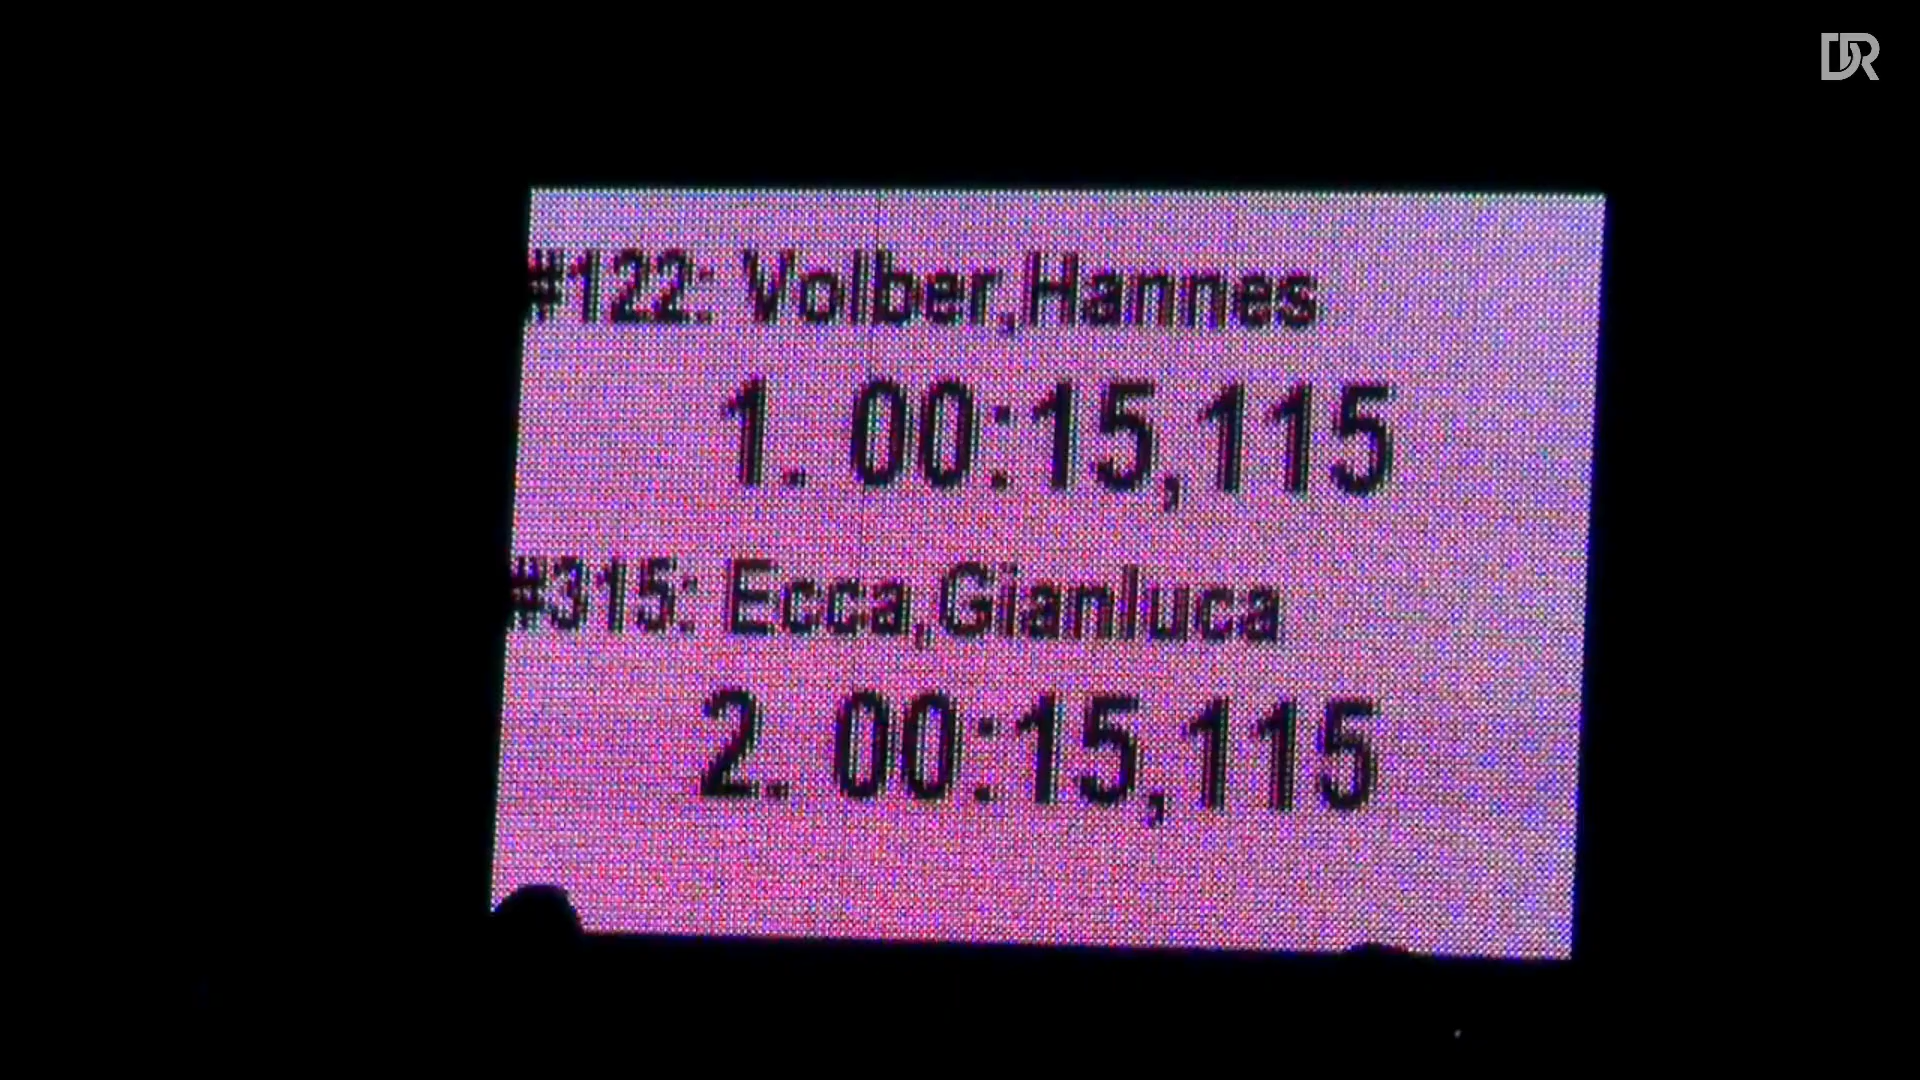 DR
#122: Volber,Hannes
1. 00:15,115
#315: Ecca,Gianluca
2. 00:15,115